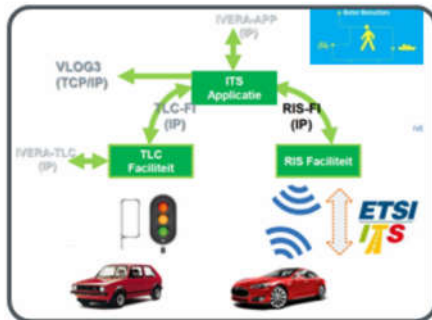 IVERA-APP
(IP)
VLOG3
(TCP/IP)
ITS
Applicatie
TLC-FI
(IP)
RIS-FI
(IP)
IVERA-TLC
(IP)
TLC
Faciliteit
RIS Faciliteit
ETSI
ITS